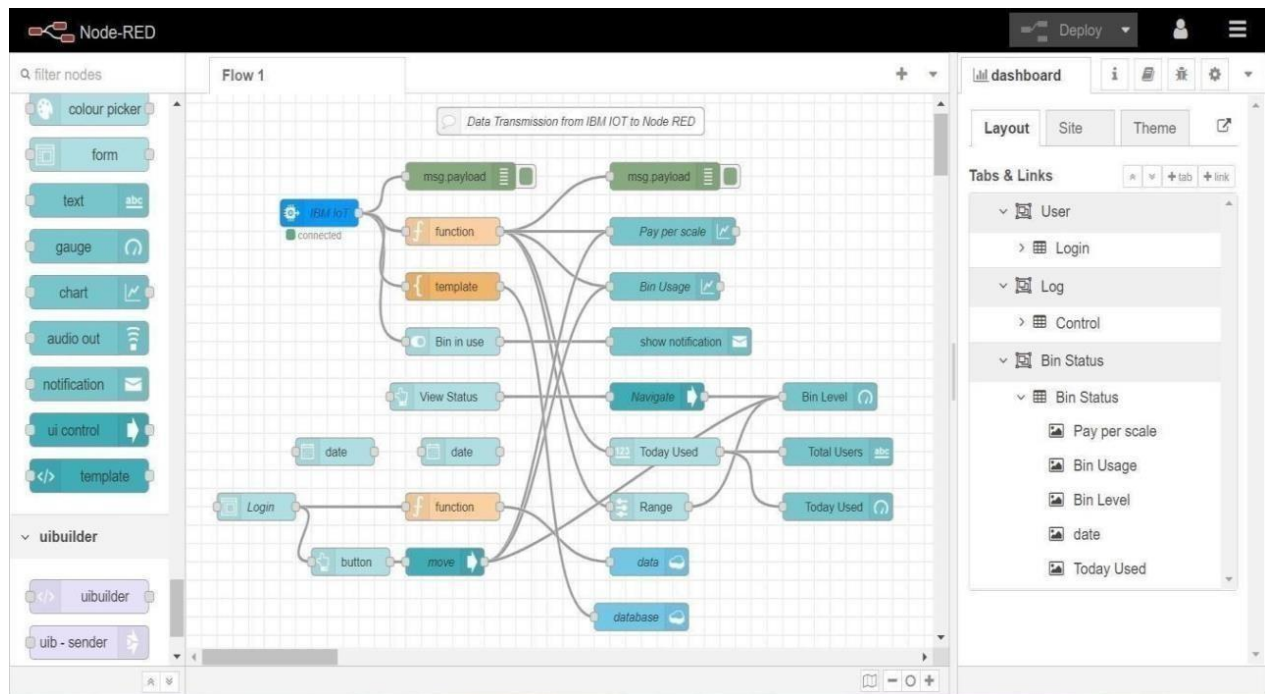 Node-RED
Deploy
filter nodes
colour picker
form
text
abc
gauge
chart
audio out
notification
ui control
template
uibuilder
uibuilder
uib - sender
Flow 1
Data Transmission from IBM IOT to Node RED
msg.payload
msg.payload
IBM IoT
connected
function
Pay per scale
template
Bin Usage
Bin in use
show notification
View Status
Navigate
Bin Level
date
date
123
Today Used
Total Users
abc
Login
function
Range
Today Used
button
move
data
database
dashboard
i
Layout
Site
Theme
Tabs & Links
+ tab
+ link
User
Login
Log
Control
Bin Status
Bin Status
Pay per scale
Bin Usage
Bin Level
date
Today Used